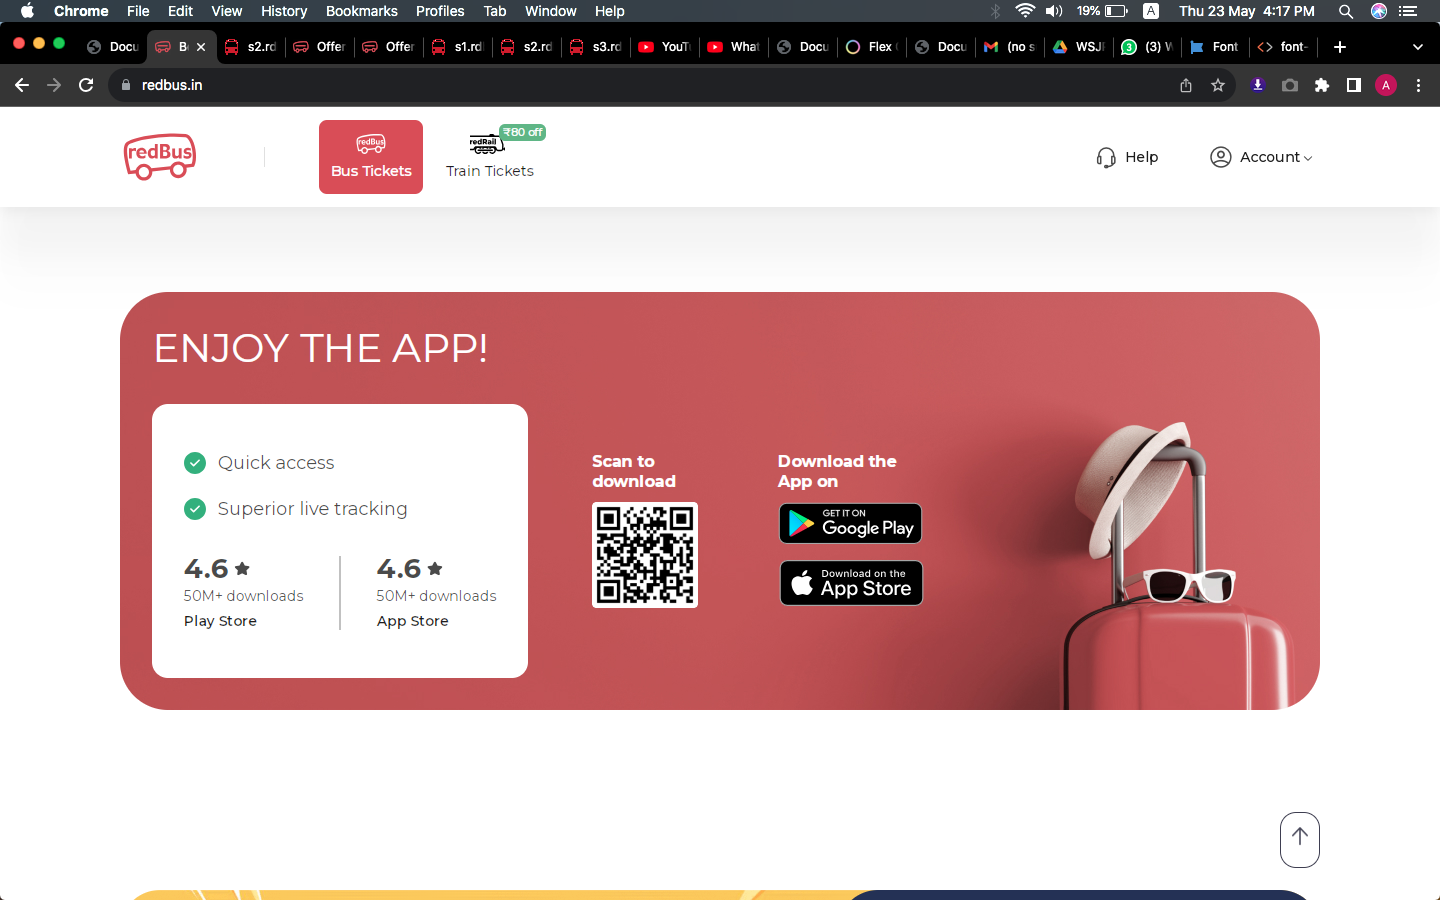 Chrome File Edit View History Bookmarks Profiles Tab Window Help 19% A Thu 23 May 4:17 PM
Docu s2.rd Offer Offer s1.rd s2.rd s3.rd YouT What Docu Flex Docu (no s WSJ 3 (3) Font font-
redbus.in A
redBus
redBus
Bus Tickets
redRail
₹80 off
Train Tickets
Help
Account
ENJOY THE APP!
Quick access
Superior live tracking
4.6
50M+ downloads
Play Store
4.6
50M+ downloads
App Store
Scan to
download
Download the
App on
GET IT ON
Google Play
Download on the
App Store